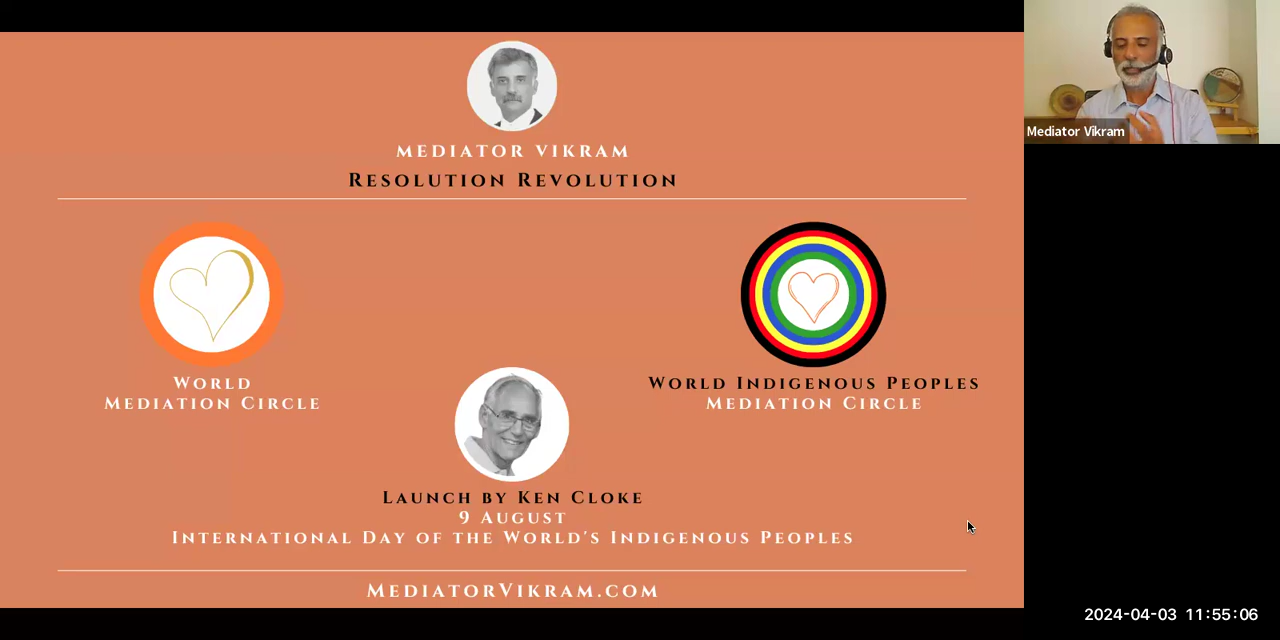 MEDIATOR VIKRAM
RESOLUTION REVOLUTION
WORLD
MEDIATION CIRCLE
WORLD INDIGENOUS PEOPLES
MEDIATION CIRCLE
LAUNCH BY KEN CLOKE
9 AUGUST
INTERNATIONAL DAY OF THE WORLD'S INDIGENOUS PEOPLES
MEDIATORVIKRAM.COM
Mediator Vikram
2024-04-03 11:55:06